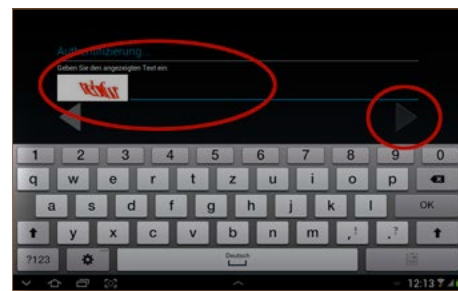 Authentifizierung...
Geben Sie den angezeigten Text ein:
1 2 3 4 5 6 7 8 9 0
q w e r t z u i o p
a s d f g h j k l OK
y x c v b n m , ! . ?
?123 Deutsch
12:13